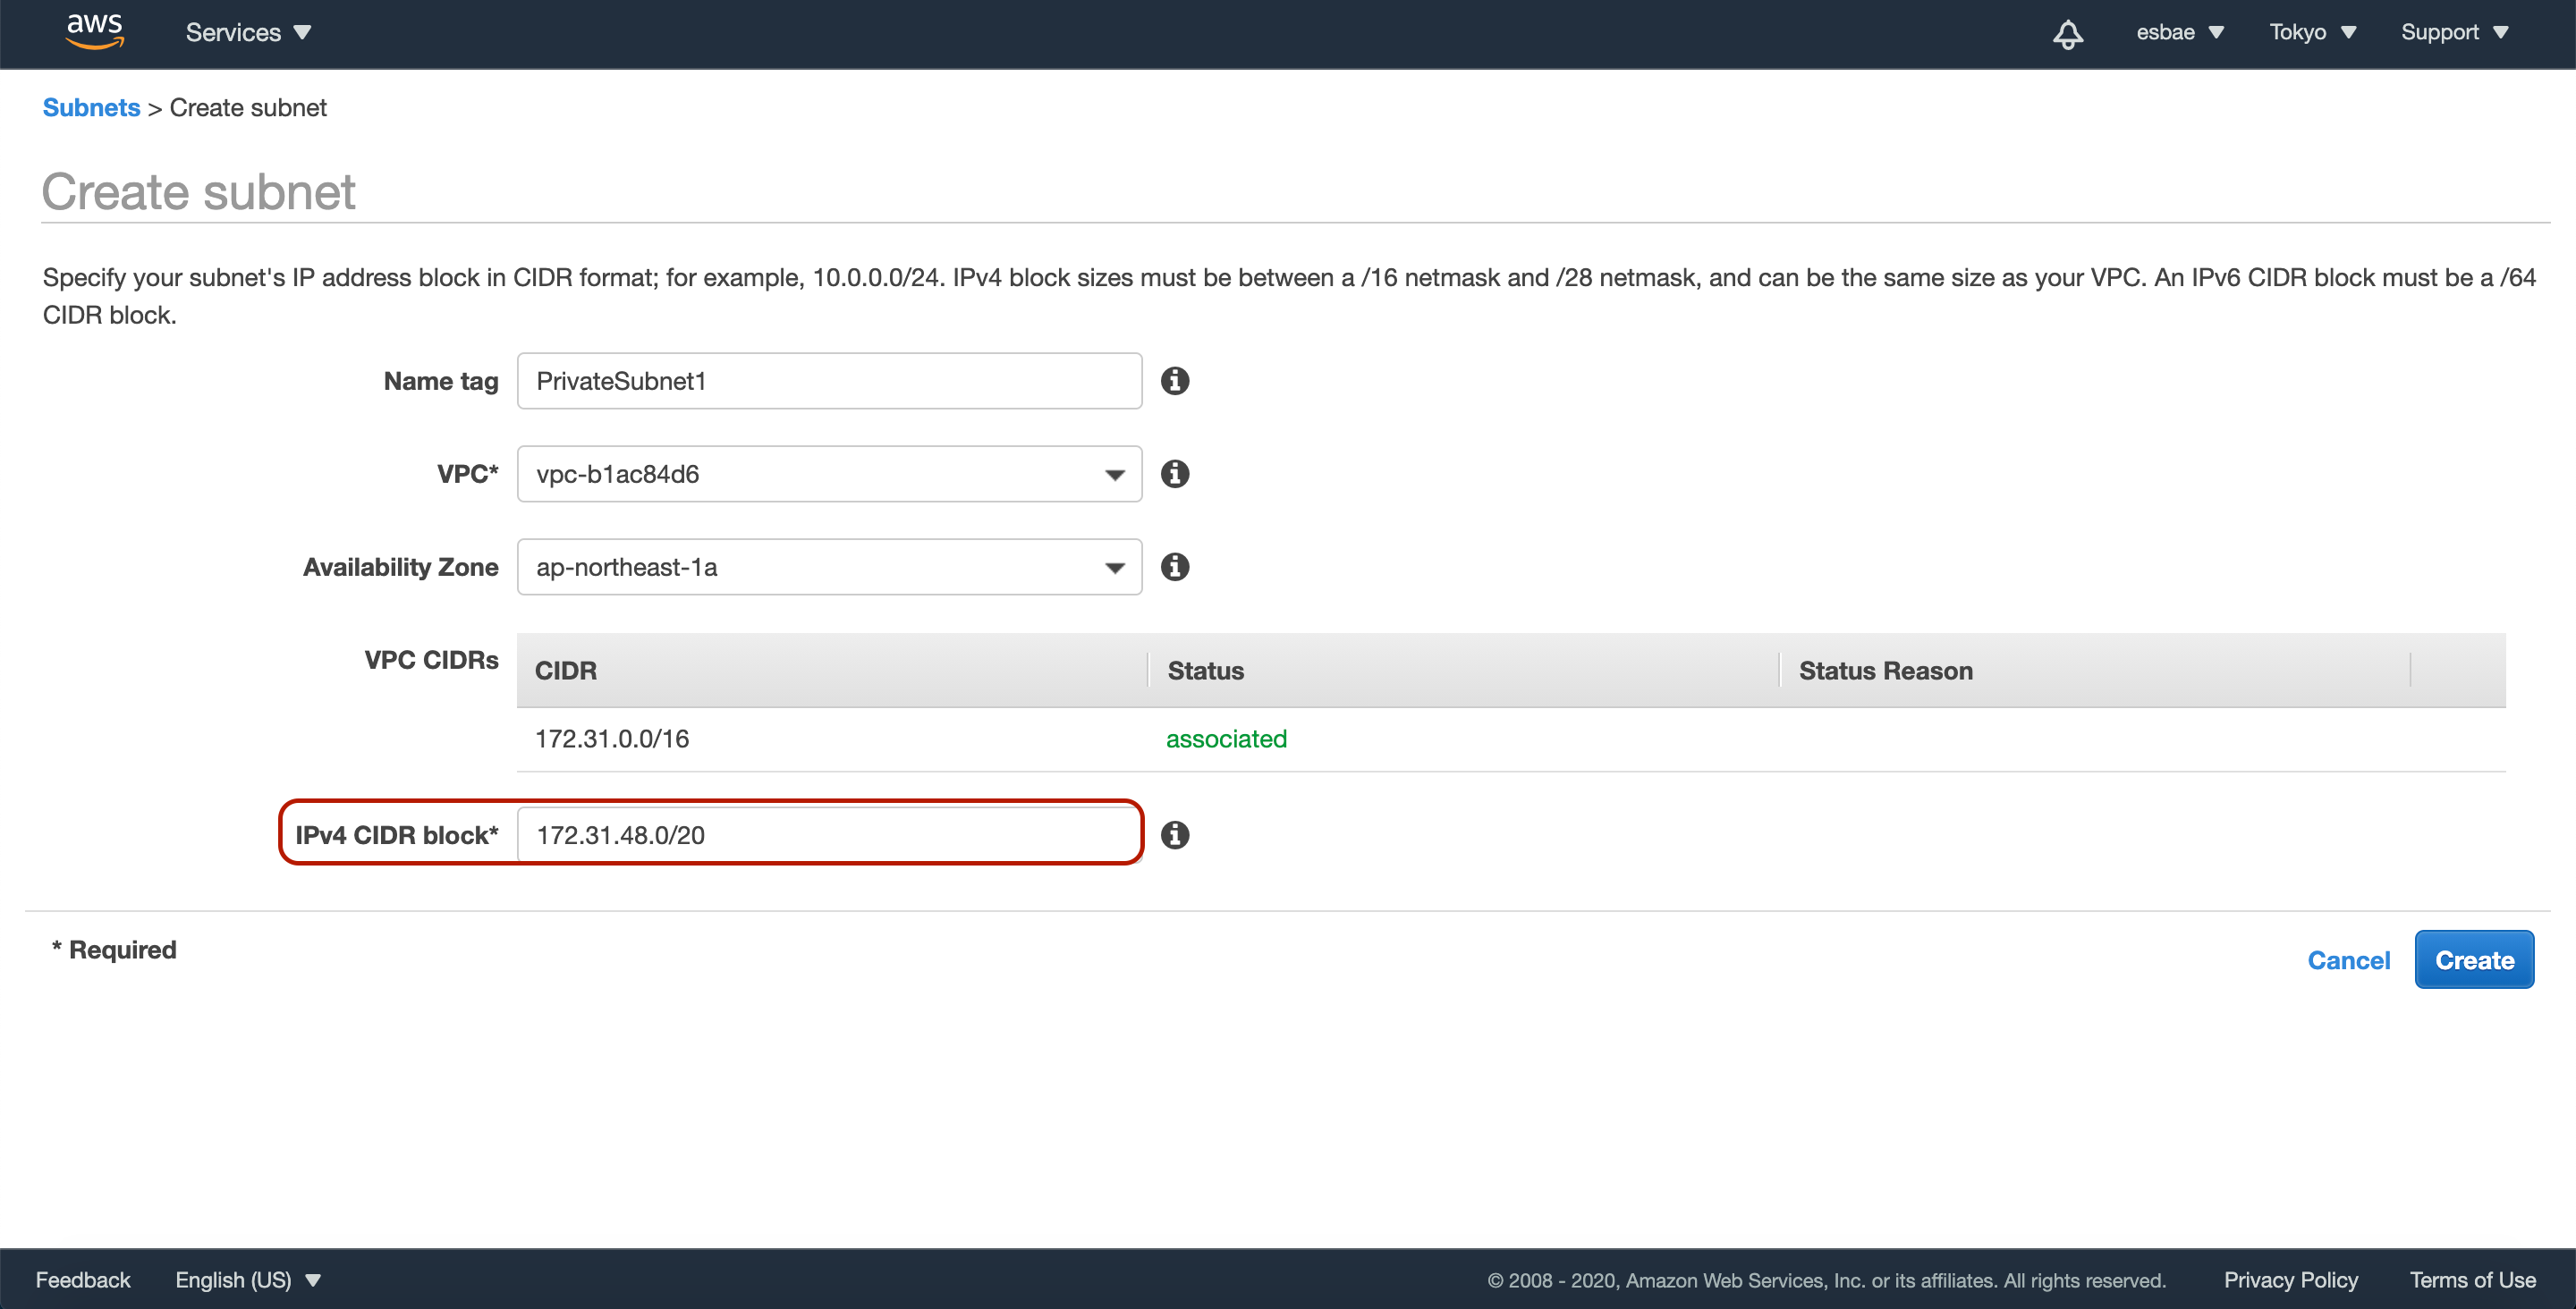 aws Services esbae Tokyo Support
Subnets > Create subnet
Create subnet
Specify your subnet's IP address block in CIDR format; for example, 10.0.0.0/24. IPv4 block sizes must be between a /16 netmask and /28 netmask, and can be the same size as your VPC. An IPv6 CIDR block must be a /64
CIDR block.
Name tag PrivateSubnet1
VPC* vpc-b1ac84d6
Availability Zone ap-northeast-1a
VPC CIDRs CIDR Status Status Reason
172.31.0.0/16 associated
IPv4 CIDR block* 172.31.48.0/20
* Required
Cancel Create
Feedback English (US) © 2008 - 2020, Amazon Web Services, Inc. or its affiliates. All rights reserved. Privacy Policy Terms of Use